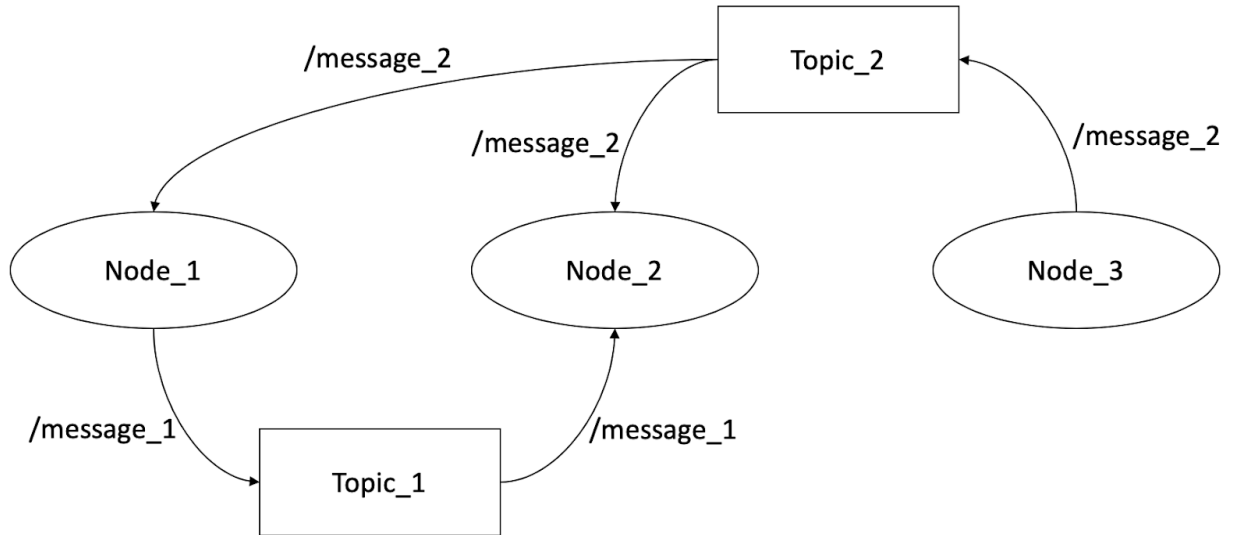 /message_2
Topic_2
/message_2
/message_2
Node_1
Node_2
Node_3
/message_1
/message_1
Topic_1